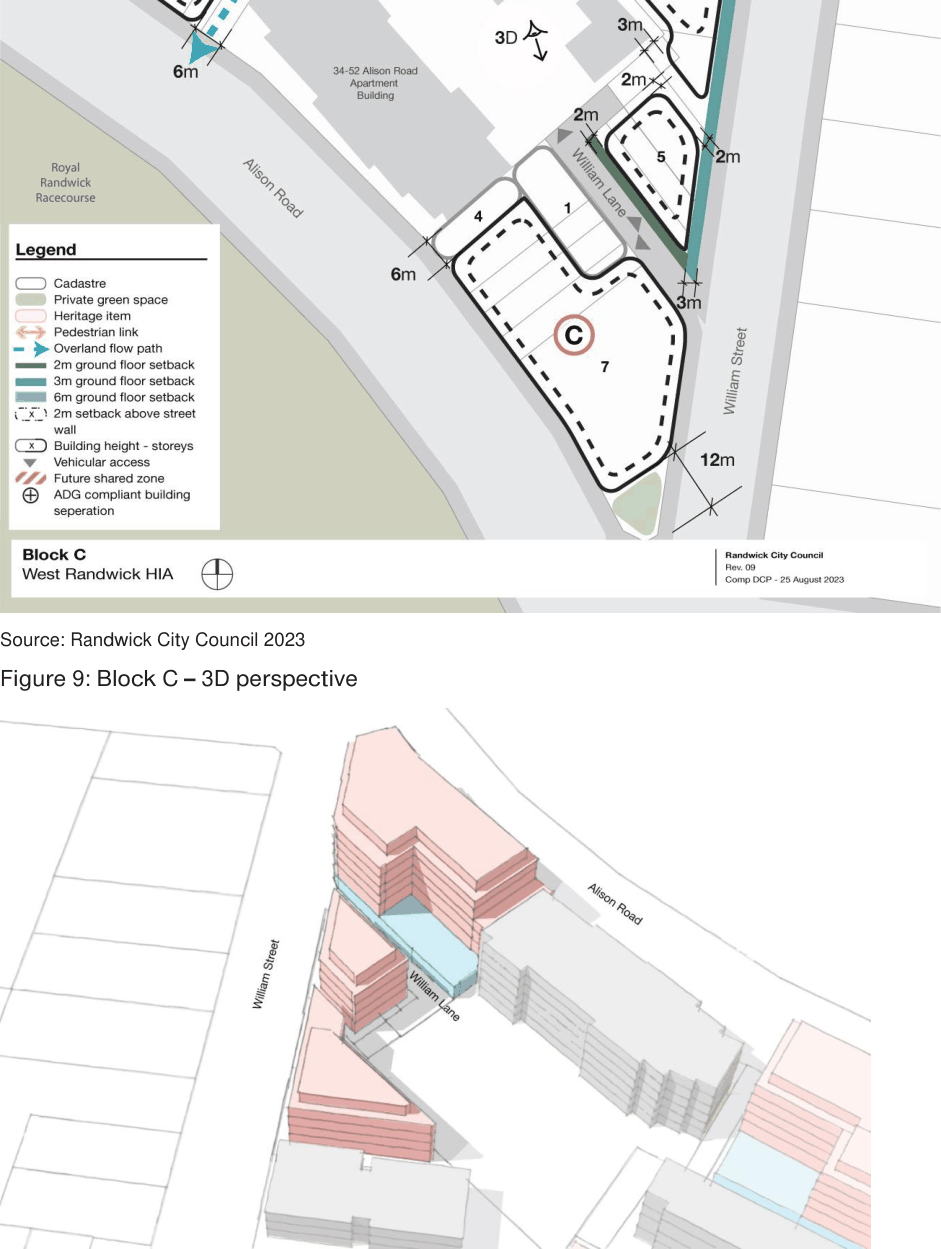 3m
3D
6m
34-52 Alison Road
Apartment
Building
2m
2m
5
2m
Royal
Randwick
Racecourse
Alison Road
William Lane
4
1
6m
3m
C
7
William Street
12m
Legend
Cadastre
Private green space
Heritage item
Pedestrian link
Overland flow path
2m ground floor setback
3m ground floor setback
6m ground floor setback
x 2m setback above street
wall
x Building height - storeys
Vehicular access
Future shared zone
ADG compliant building
seperation
Block C
West Randwick HIA
Randwick City Council
Rev. 09
Comp DCP - 25 August 2023
Source: Randwick City Council 2023
Figure 9: Block C – 3D perspective
Alison Road
William Street
William Lane